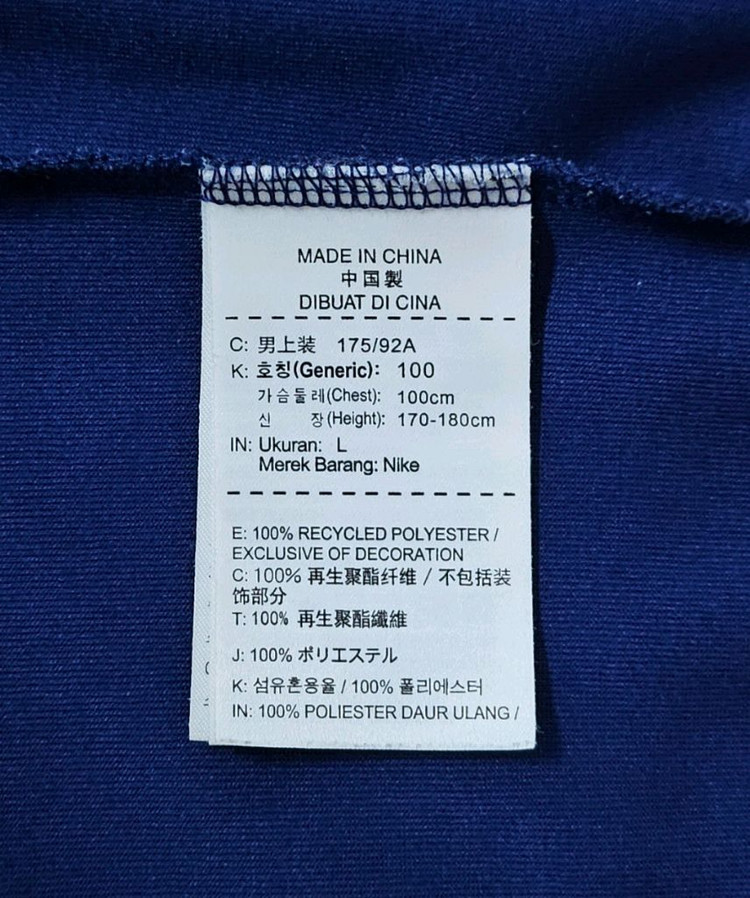 MADE IN CHINA
中国製
DIBUAT DI CINA
C: 男上装 175/92A
K: 호칭(Generic): 100
가슴둘레(Chest): 100cm
신 장(Height): 170-180cm
IN: Ukuran: L
Merek Barang: Nike
E: 100% RECYCLED POLYESTER /
EXCLUSIVE OF DECORATION
C: 100% 再生聚酯纤维 / 不包括装
饰部分
T: 100% 再生聚酯纖維
J: 100% ポリエステル
K: 섬유혼용율 / 100% 폴리에스터
IN: 100% POLIESTER DAUR ULANG /